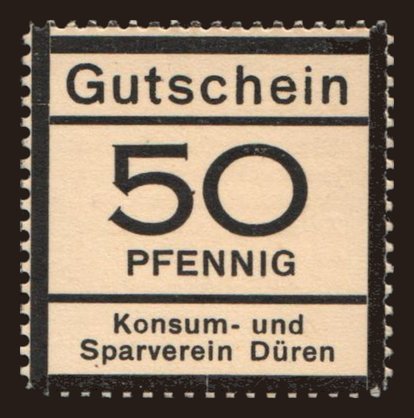 Gutschein
50
PFENNIG
Konsum- und
Sparverein Düren